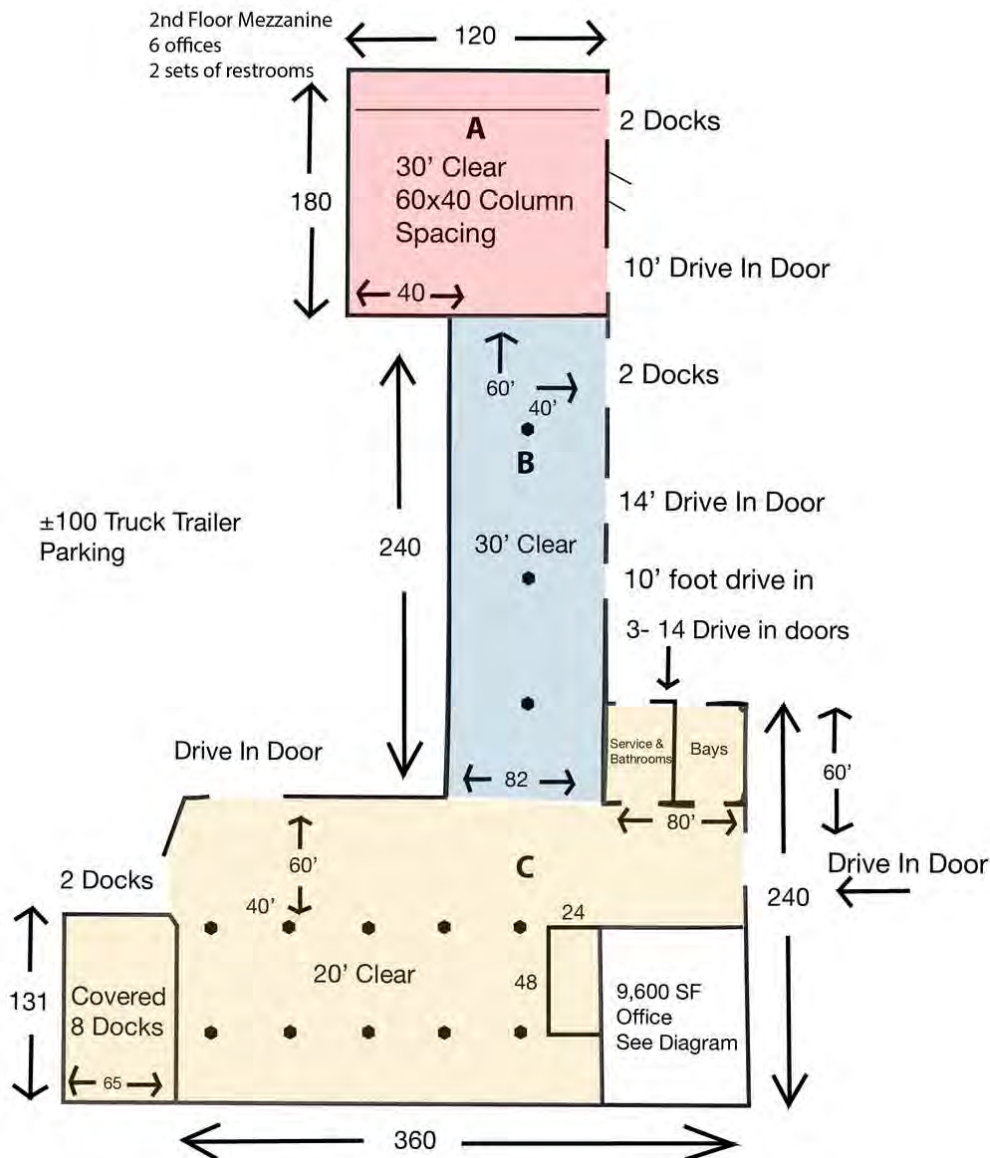 2nd Floor Mezzanine
6 offices
2 sets of restrooms
120
2 Docks
A
30' Clear
60x40 Column
Spacing
180
10' Drive In Door
40
2 Docks
60'
40'
B
14' Drive In Door
±100 Truck Trailer
Parking
240
30' Clear
10' foot drive in
3- 14 Drive in doors
Drive In Door
Service &
Bathrooms
Bays
82
60'
80'
60'
C
Drive In Door
2 Docks
240
40'
24
20' Clear
48
131
Covered
8 Docks
9,600 SF
Office
See Diagram
65
360